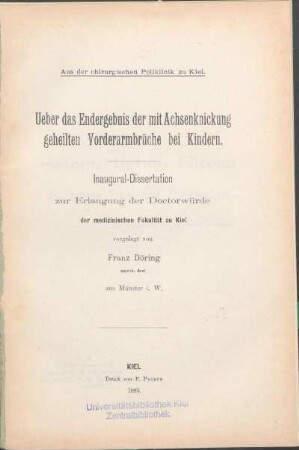 Aus der chirurgischen Poliklinik zu Kiel.
Ueber das Endergebnis der mit Achsenknickung
geheilten Vorderarmbrüche bei Kindern.
Inaugural-Dissertation
zur Erlangung der Doctorwürde
der medizinischen Fakultät zu Kiel
vorgelegt von
Franz Döring
aus Münster i. W.
KIEL
Druck von P. Peters
Universitätsbibliothek Kiel
Zentralbibliothek